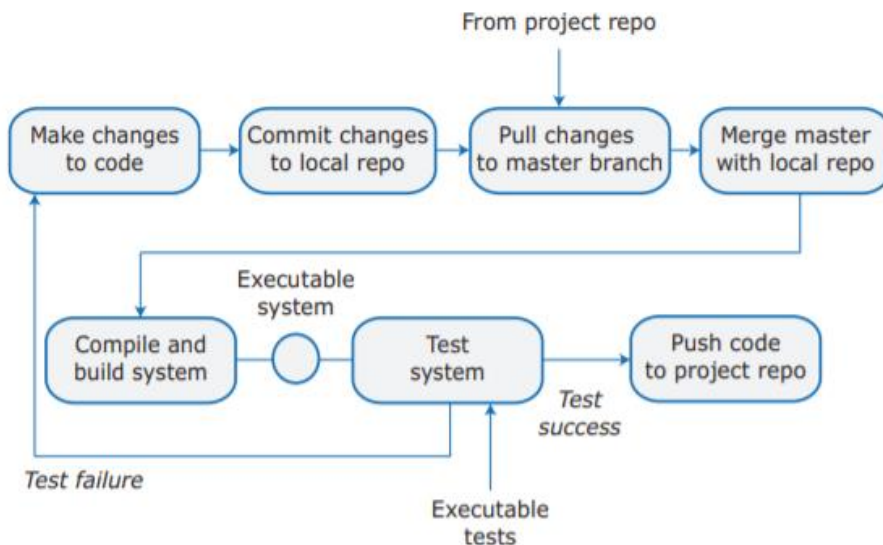 From project repo
Make changes
to code
Commit changes
to local repo
Pull changes
to master branch
Merge master
with local repo
Executable
system
Compile and
build system
Test
system
Push code
to project repo
Test
success
Test failure
Executable
tests